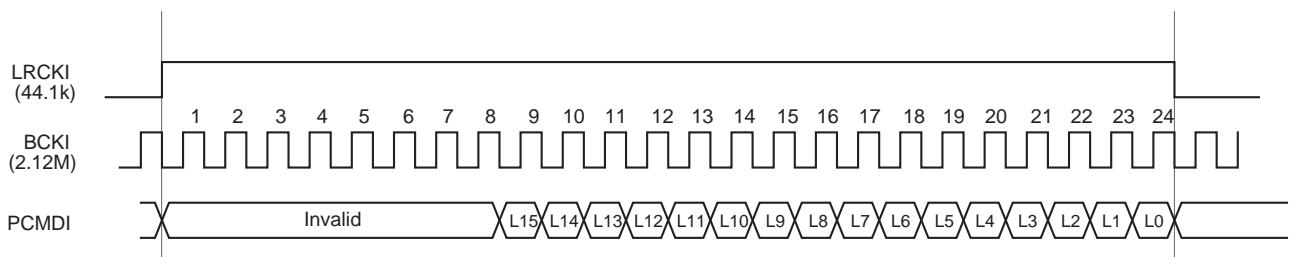 LRCKI
(44.1k)
1 2 3 4 5 6 7 8 9 10 11 12 13 14 15 16 17 18 19 20 21 22 23 24
BCKI
(2.12M)
PCMDI Invalid L15 L14 L13 L12 L11 L10 L9 L8 L7 L6 L5 L4 L3 L2 L1 L0